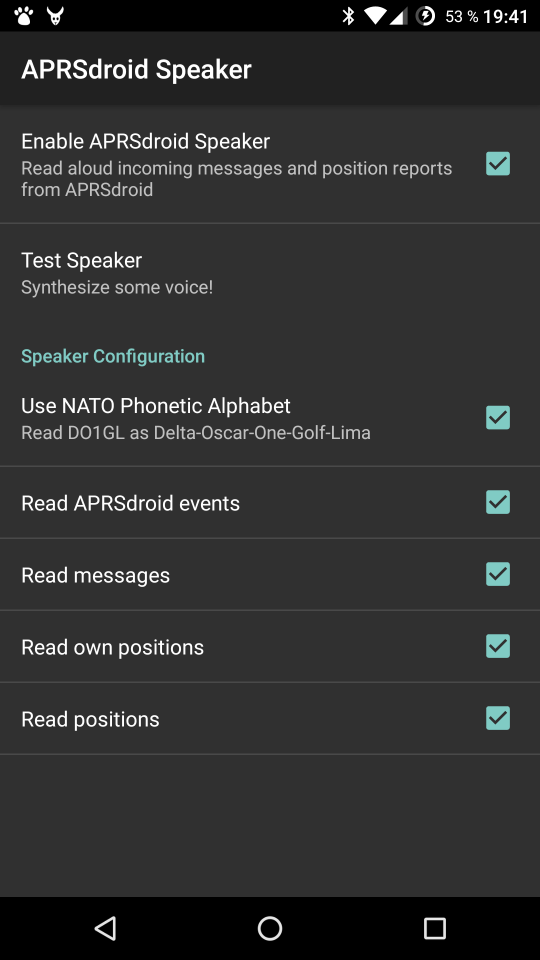 53 % 19:41
APRSdroid Speaker
Enable APRSdroid Speaker
Read aloud incoming messages and position reports
from APRSdroid
Test Speaker
Synthesize some voice!
Speaker Configuration
Use NATO Phonetic Alphabet
Read DO1GL as Delta-Oscar-One-Golf-Lima
Read APRSdroid events
Read messages
Read own positions
Read positions